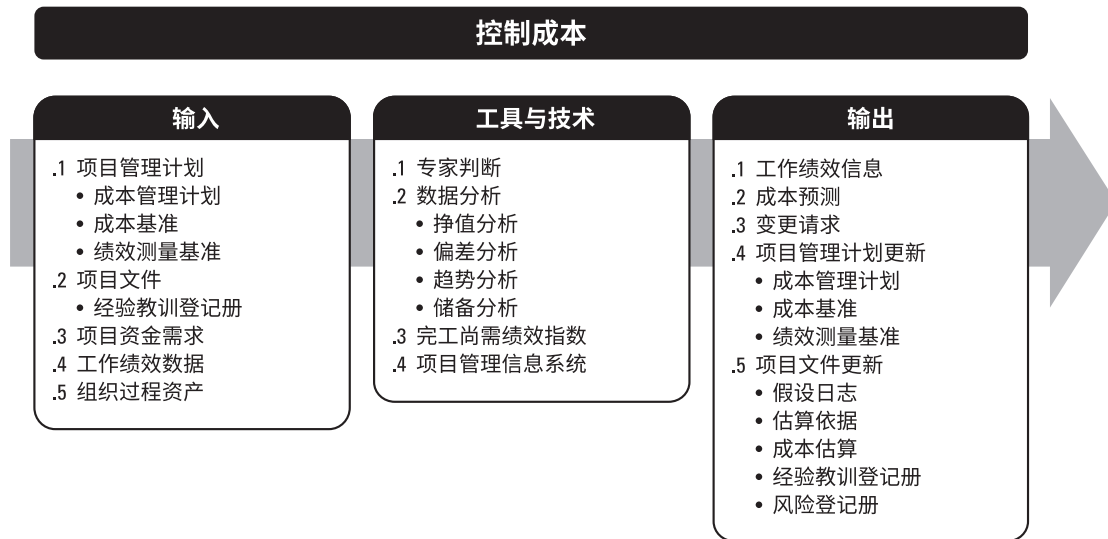 控制成本
输入
.1 项目管理计划
• 成本管理计划
• 成本基准
• 绩效测量基准
.2 项目文件
• 经验教训登记册
.3 项目资金需求
.4 工作绩效数据
.5 组织过程资产
工具与技术
.1 专家判断
.2 数据分析
• 挣值分析
• 偏差分析
• 趋势分析
• 储备分析
.3 完工尚需绩效指数
.4 项目管理信息系统
输出
.1 工作绩效信息
.2 成本预测
.3 变更请求
.4 项目管理计划更新
• 成本管理计划
• 成本基准
• 绩效测量基准
.5 项目文件更新
• 假设日志
• 估算依据
• 成本估算
• 经验教训登记册
• 风险登记册